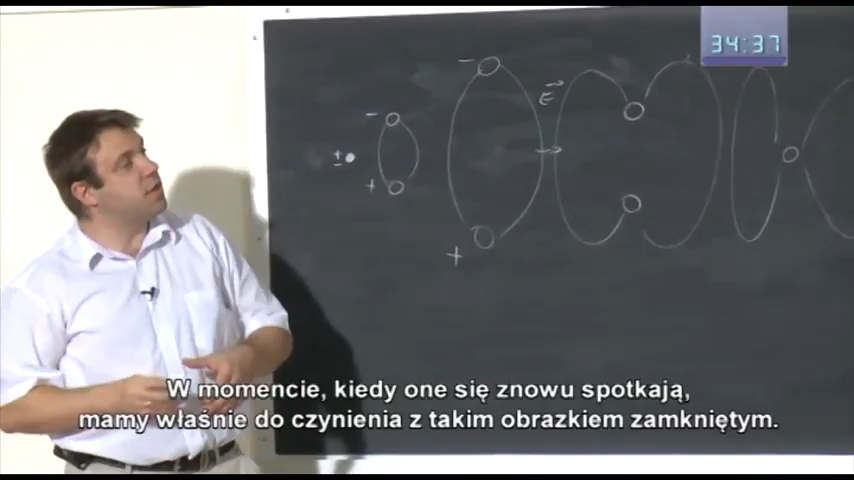 34:37
-
-
E
±
+
+
W momencie, kiedy one się znowu spotkają,
mamy właśnie do czynienia z takim obrazkiem zamkniętym.